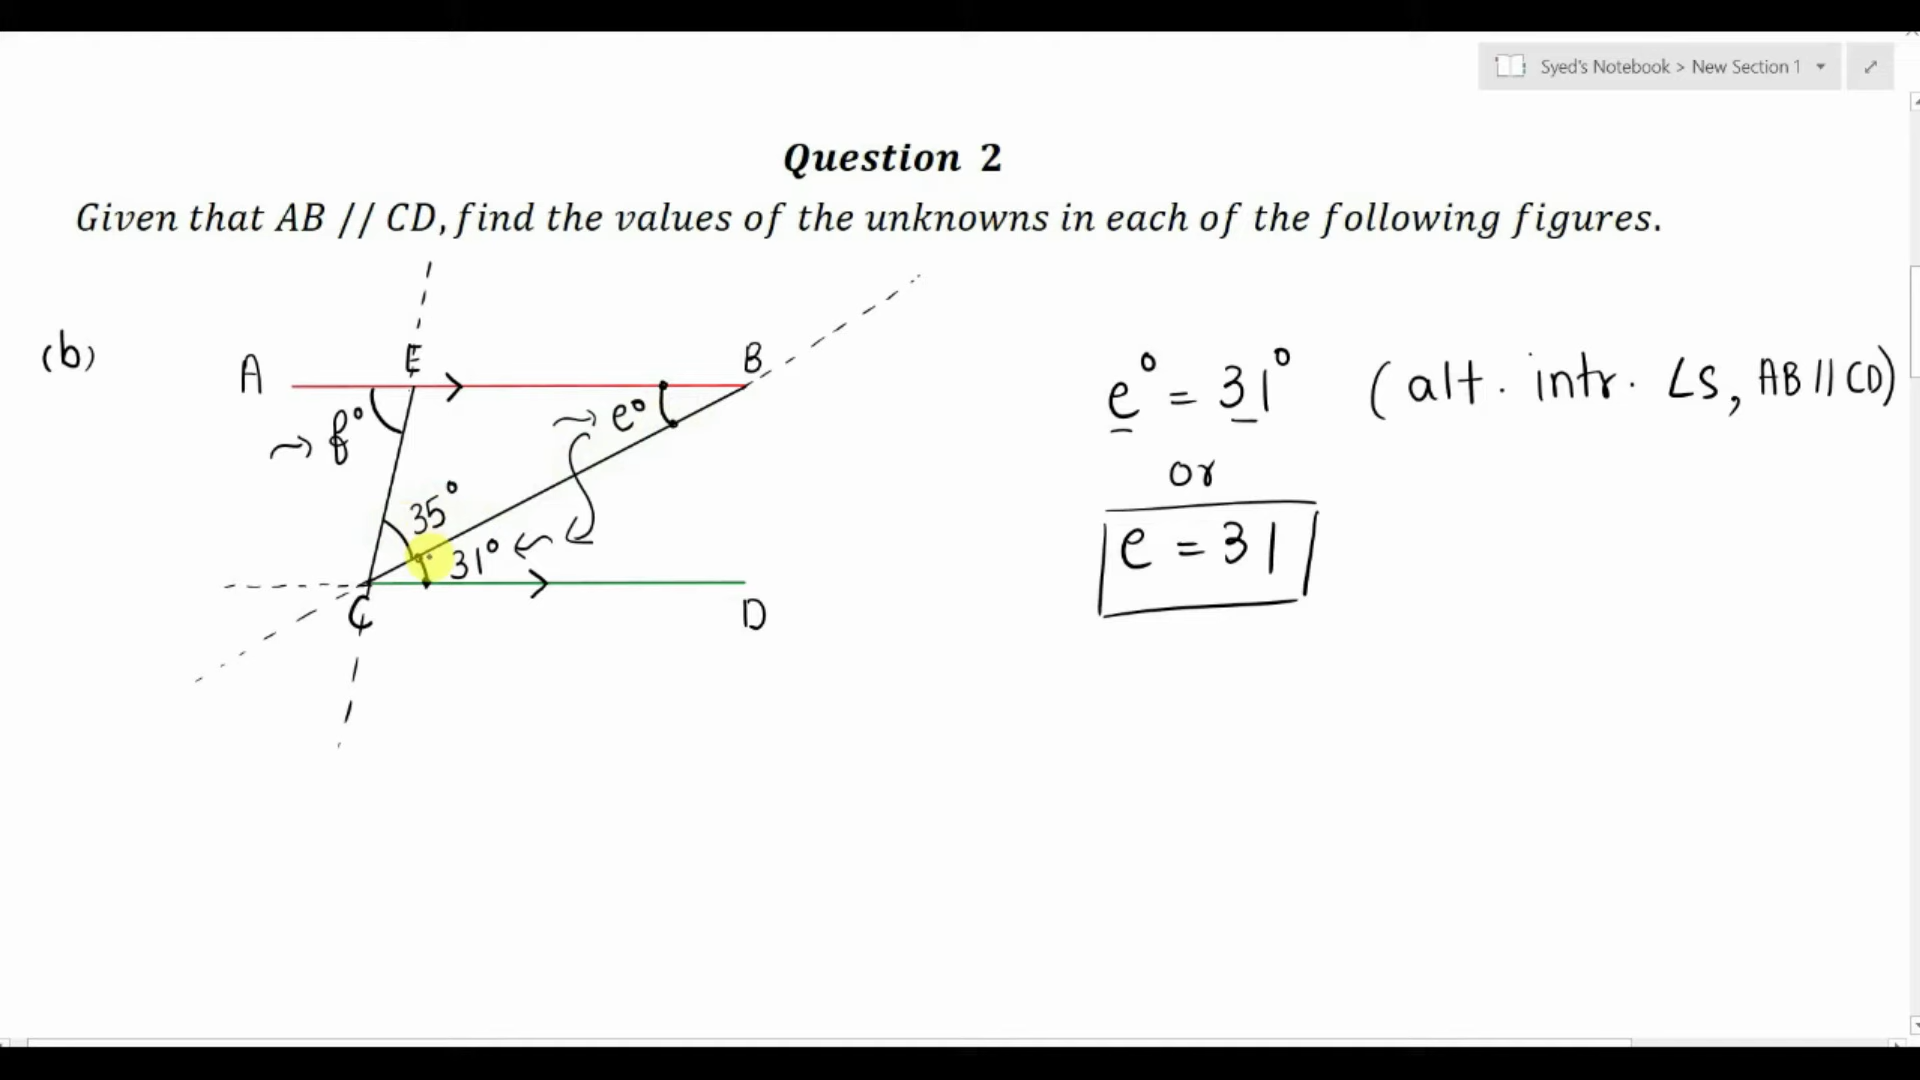 Syed's Notebook > New Section 1
Question 2
Given that AB // CD, find the values of the unknowns in each of the following figures.
(b)
A
E
B
f°
e°
35°
31°
C
D
e° = 31° (alt. intr. ∠s, AB // CD)
or
e = 31